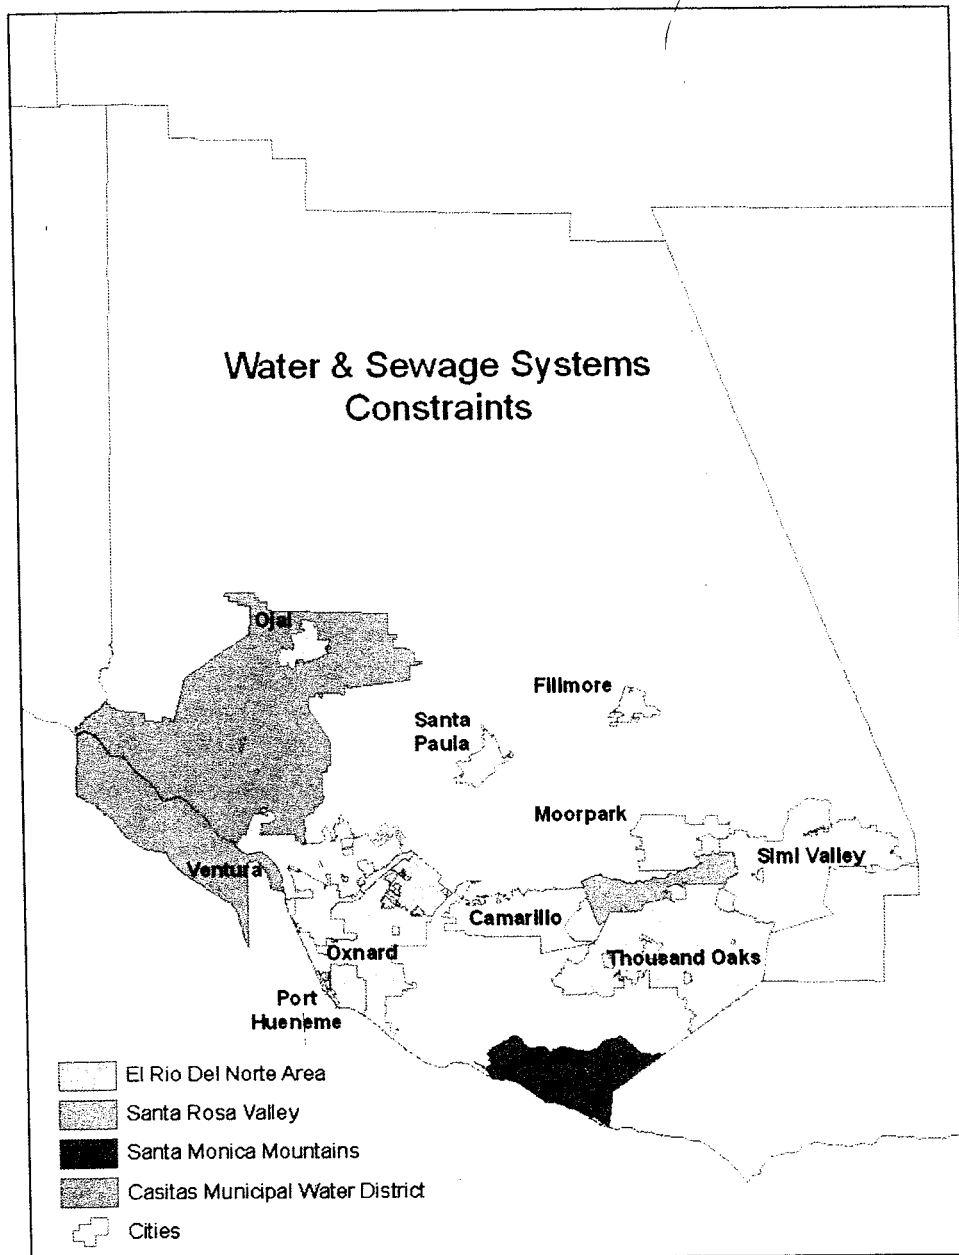 Water & Sewage Systems
Constraints
Ojai
Fillmore
Santa
Paula
Moorpark
Simi Valley
Ventura
Camarillo
Oxnard
Thousand Oaks
Port
Hueneme
El Rio Del Norte Area
Santa Rosa Valley
Santa Monica Mountains
Casitas Municipal Water District
Cities